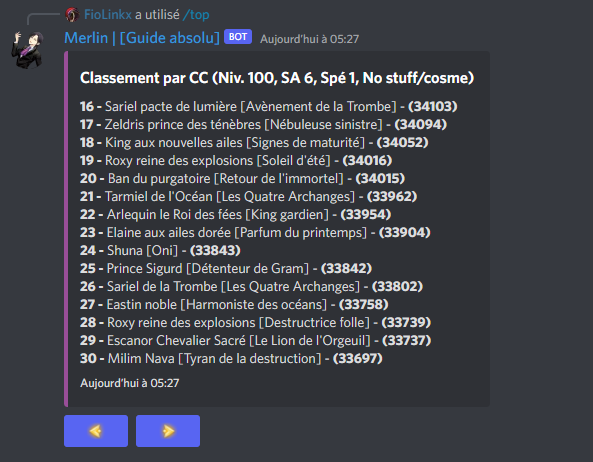 FioLinkx a utilisé /top
Merlin | [Guide absolu] BOT Aujourd'hui à 05:27
Classement par CC (Niv. 100, SA 6, Spé 1, No stuff/cosme)
16 - Sariel pacte de lumière [Avènement de la Trombe] - (34103)
17 - Zeldris prince des ténèbres [Nébuleuse sinistre] - (34094)
18 - King aux nouvelles ailes [Signes de maturité] - (34052)
19 - Roxy reine des explosions [Soleil d'été] - (34016)
20 - Ban du purgatoire [Retour de l'immortel] - (34015)
21 - Tarmiel de l'Océan [Les Quatre Archanges] - (33962)
22 - Arlequin le Roi des fées [King gardien] - (33954)
23 - Elaine aux ailes dorée [Parfum du printemps] - (33904)
24 - Shuna [Oni] - (33843)
25 - Prince Sigurd [Détenteur de Gram] - (33842)
26 - Sariel de la Trombe [Les Quatre Archanges] - (33802)
27 - Eastin noble [Harmoniste des océans] - (33758)
28 - Roxy reine des explosions [Destructrice folle] - (33739)
29 - Escanor Chevalier Sacré [Le Lion de l'Orgeuil] - (33737)
30 - Milim Nava [Tyran de la destruction] - (33697)
Aujourd'hui à 05:27